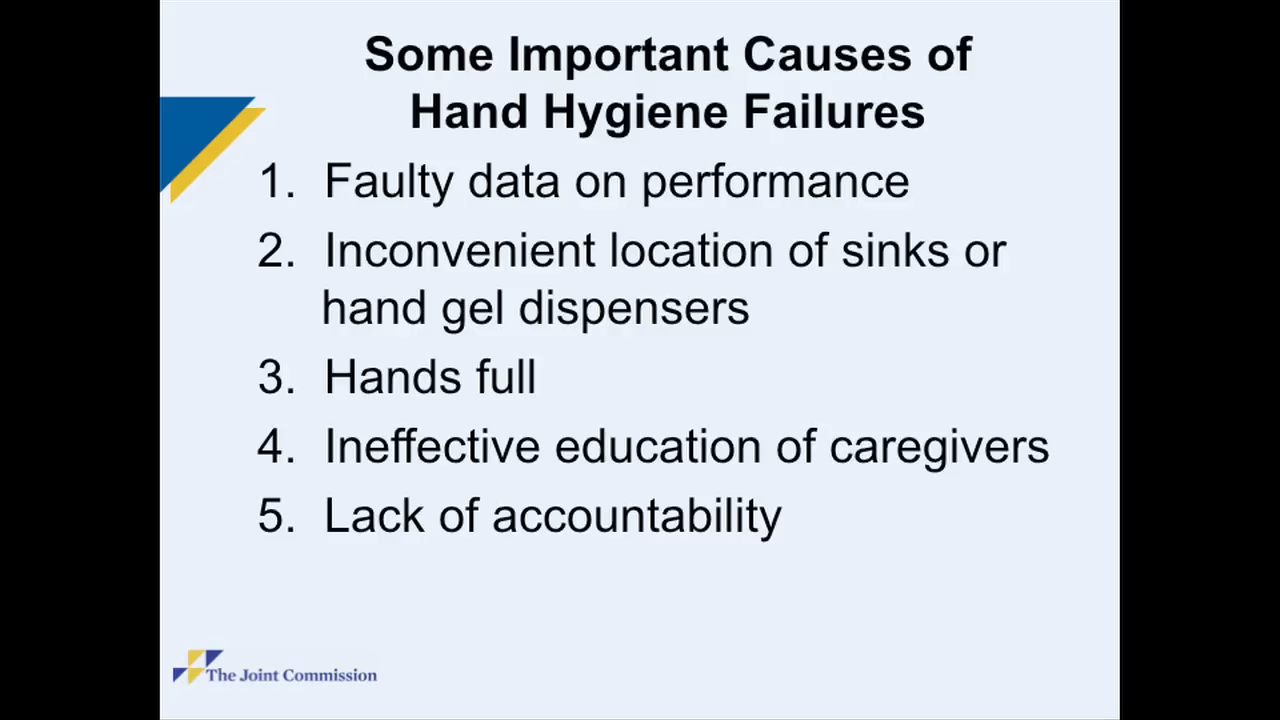 Some Important Causes of
Hand Hygiene Failures
1. Faulty data on performance
2. Inconvenient location of sinks or
hand gel dispensers
3. Hands full
4. Ineffective education of caregivers
5. Lack of accountability
The Joint Commission